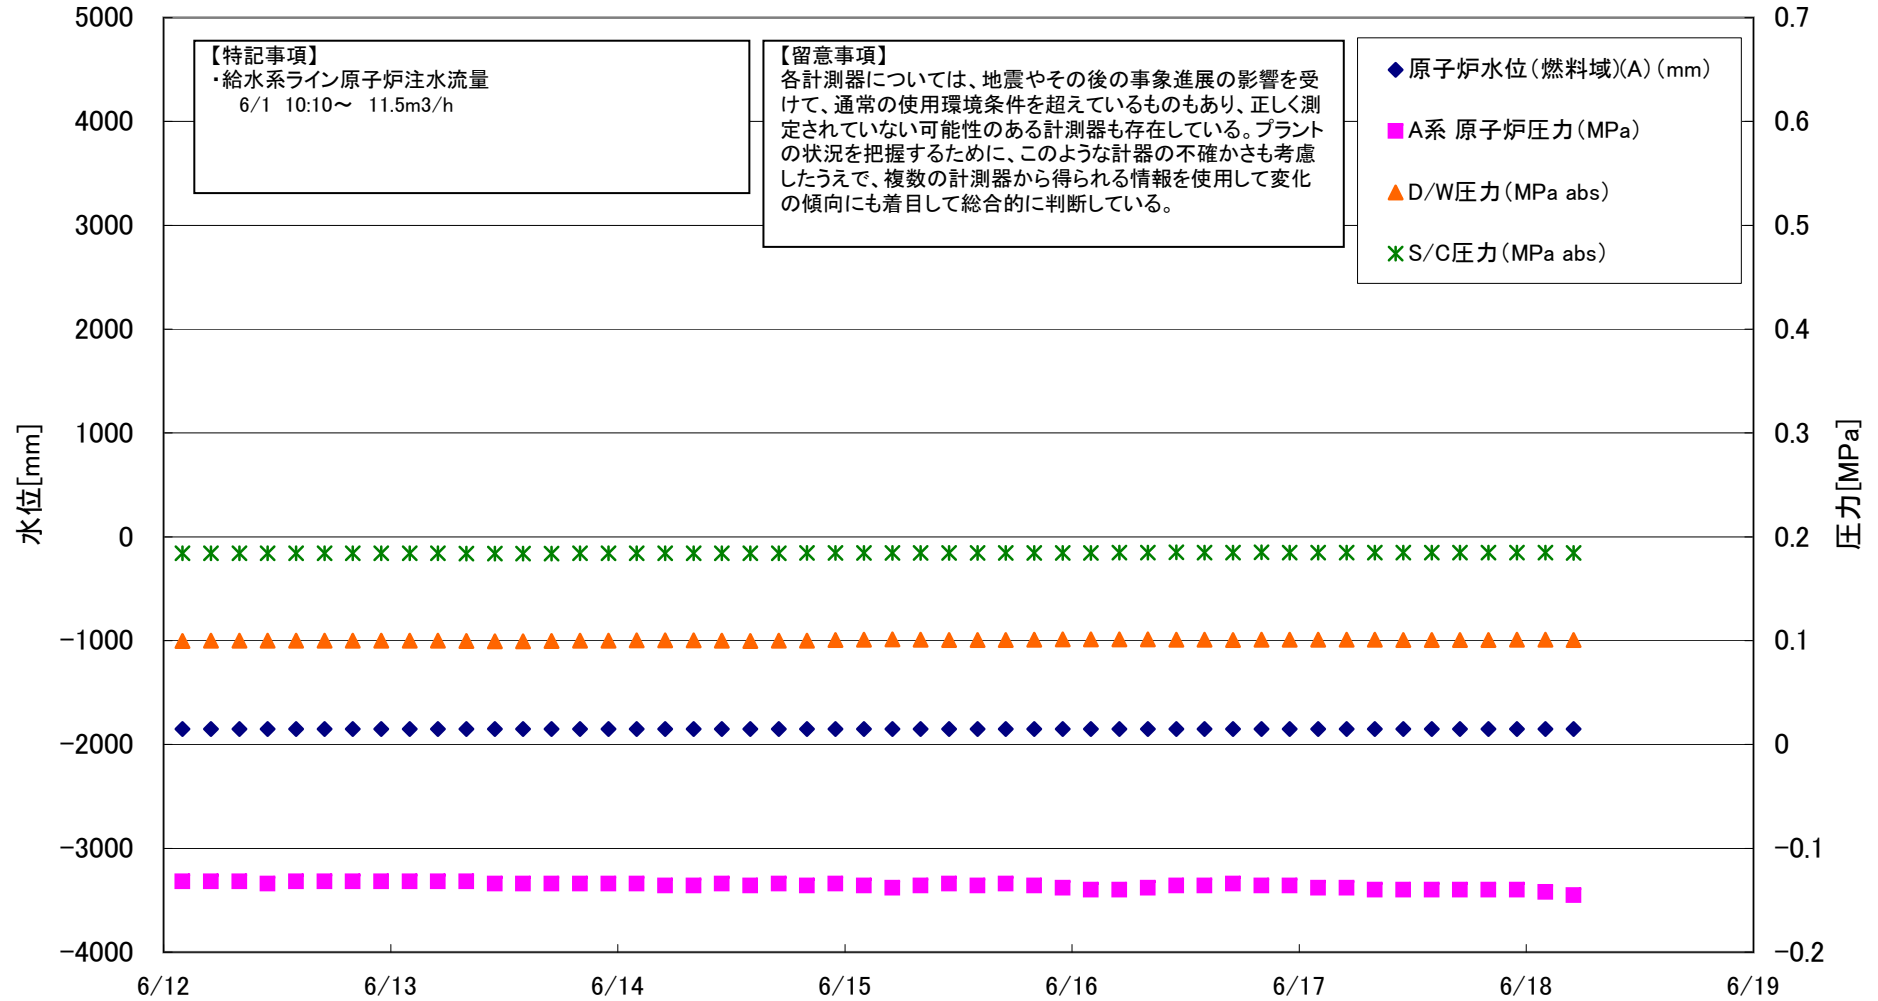 5000
4000
3000
2000
1000
0
-1000
-2000
-3000
-4000
水位[mm]
【特記事項】
・給水系ライン原子炉注水流量
6/1 10:10～ 11.5m3/h
【留意事項】
各計測器については、地震やその後の事象進展の影響を受
けて、通常の使用環境条件を超えているものもあり、正しく測
定されていない可能性のある計測器も存在している。プラント
の状況を把握するために、このような計器の不確かさも考慮
したうえで、複数の計測器から得られる情報を使用して変化
の傾向にも着目して総合的に判断している。
原子炉水位（燃料域）(A)（mm）
A系 原子炉圧力（MPa）
D/W圧力（MPa abs）
S/C圧力（MPa abs）
0.7
0.6
0.5
0.4
0.3
0.2
0.1
0
-0.1
-0.2
圧力[MPa]
6/12 6/13 6/14 6/15 6/16 6/17 6/18 6/19